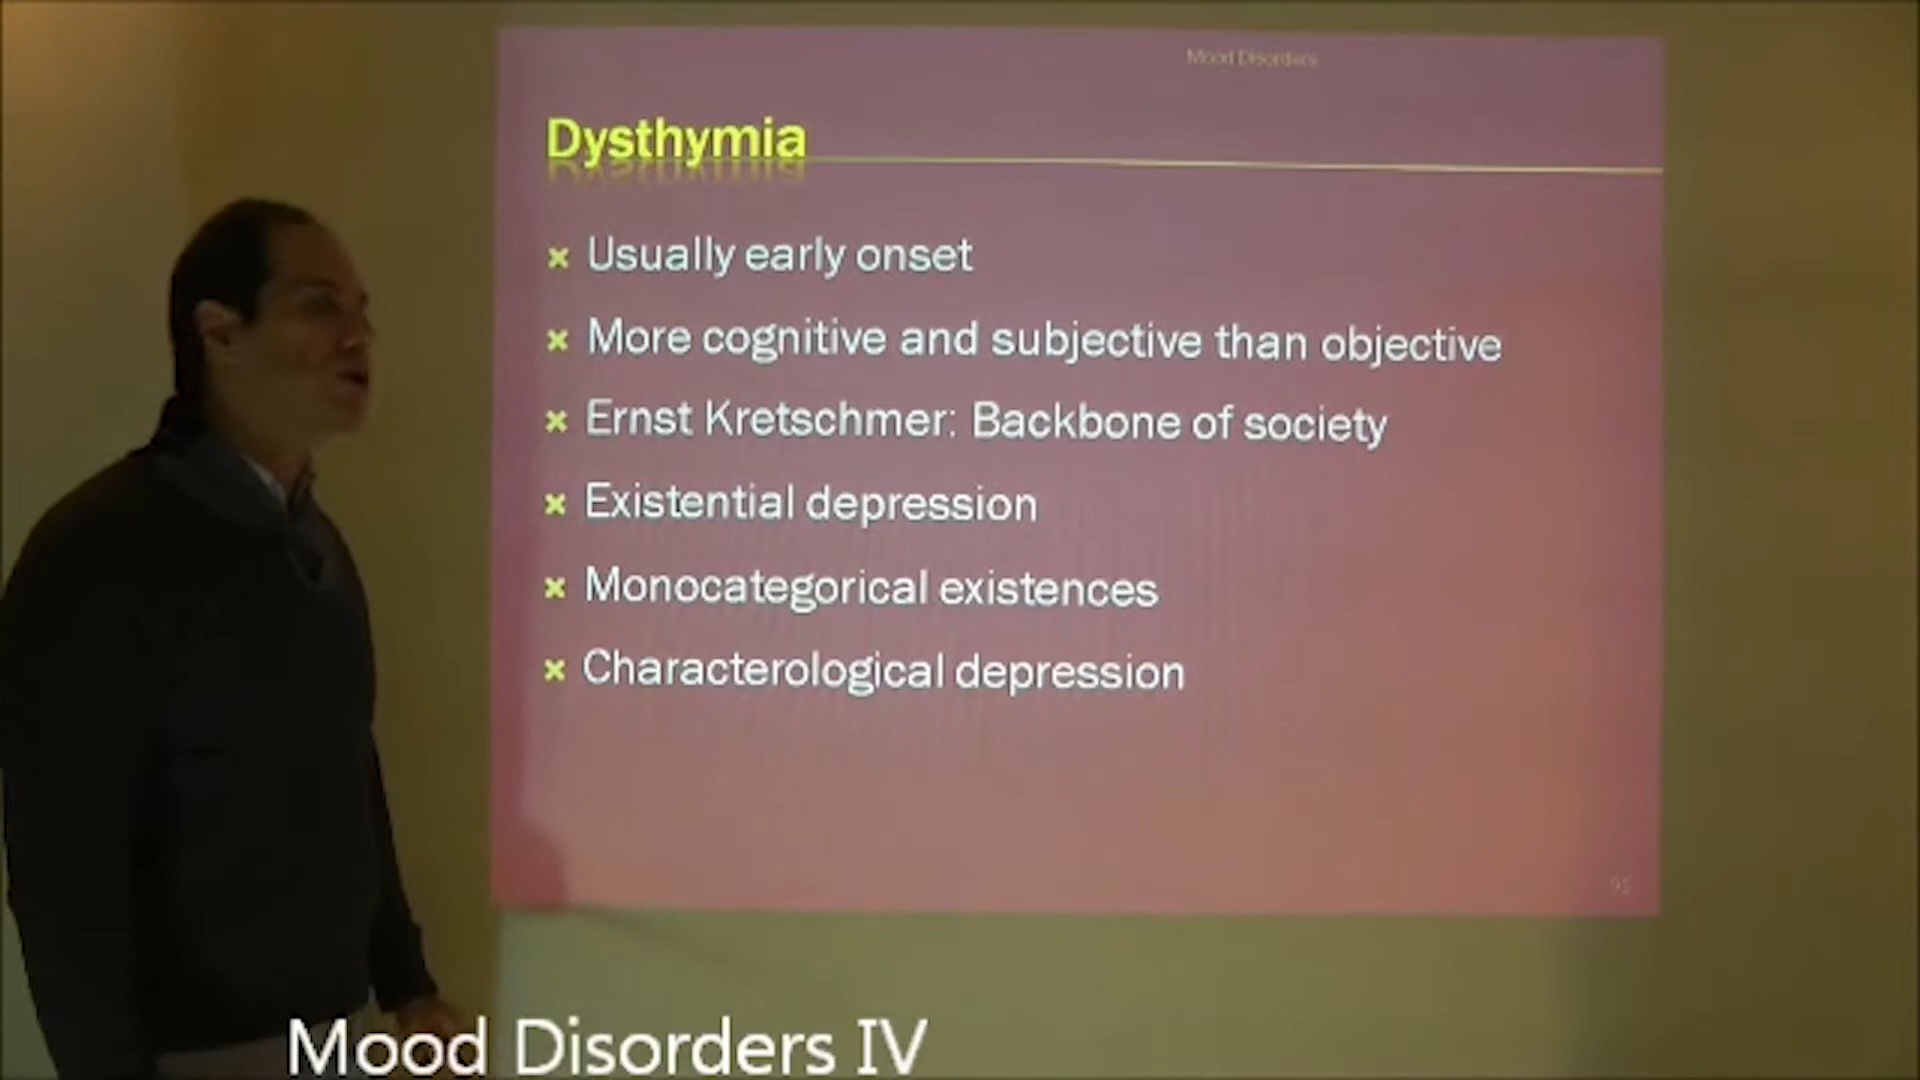 Mood Disorders
Dysthymia
× Usually early onset
× More cognitive and subjective than objective
× Ernst Kretschmer: Backbone of society
× Existential depression
× Monocategorical existences
× Characterological depression
Mood Disorders IV